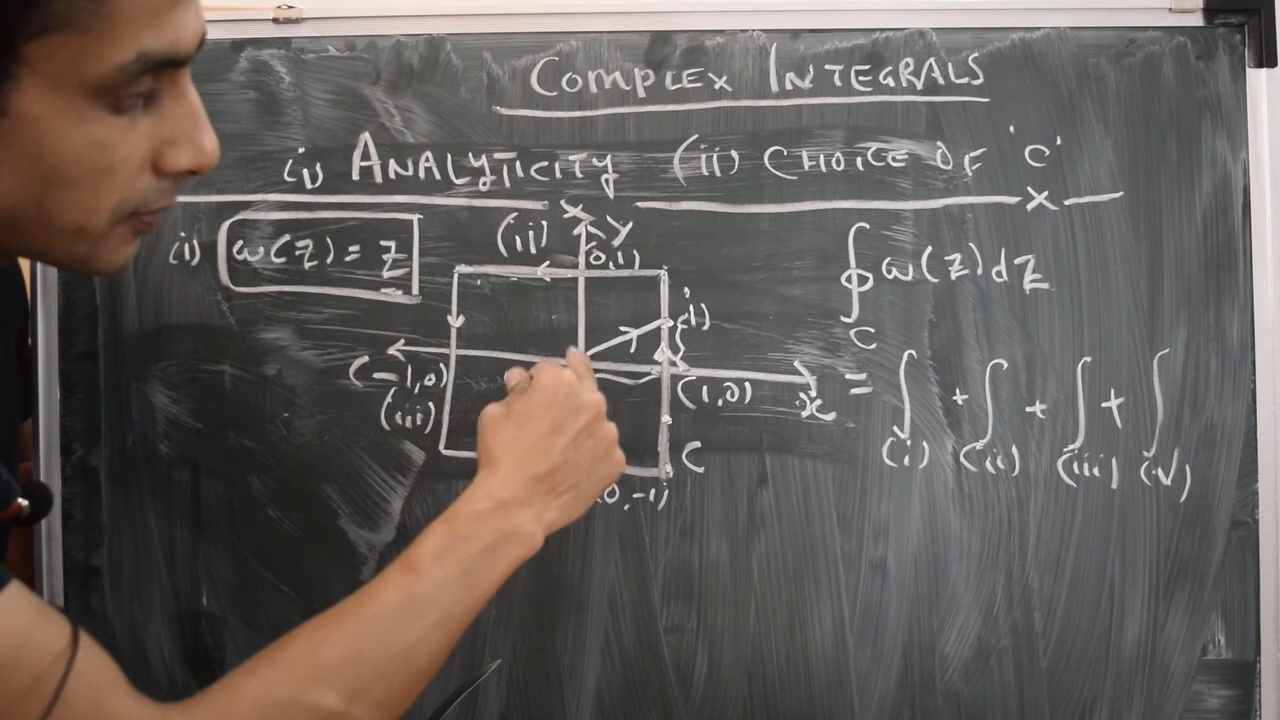 COMPLEX INTEGRALS
(i) ANALYTICITY (ii) CHOICE OF 'C'
x
(i) ω(z) = z
(ii)
Y
(0,1)
∮ ω(z)dz
C
(i)
(-1,0)
(iii)
(1,0)
x
= ∫ + ∫ + ∫ + ∫
(i) (ii) (iii) (iv)
C
(0,-1)